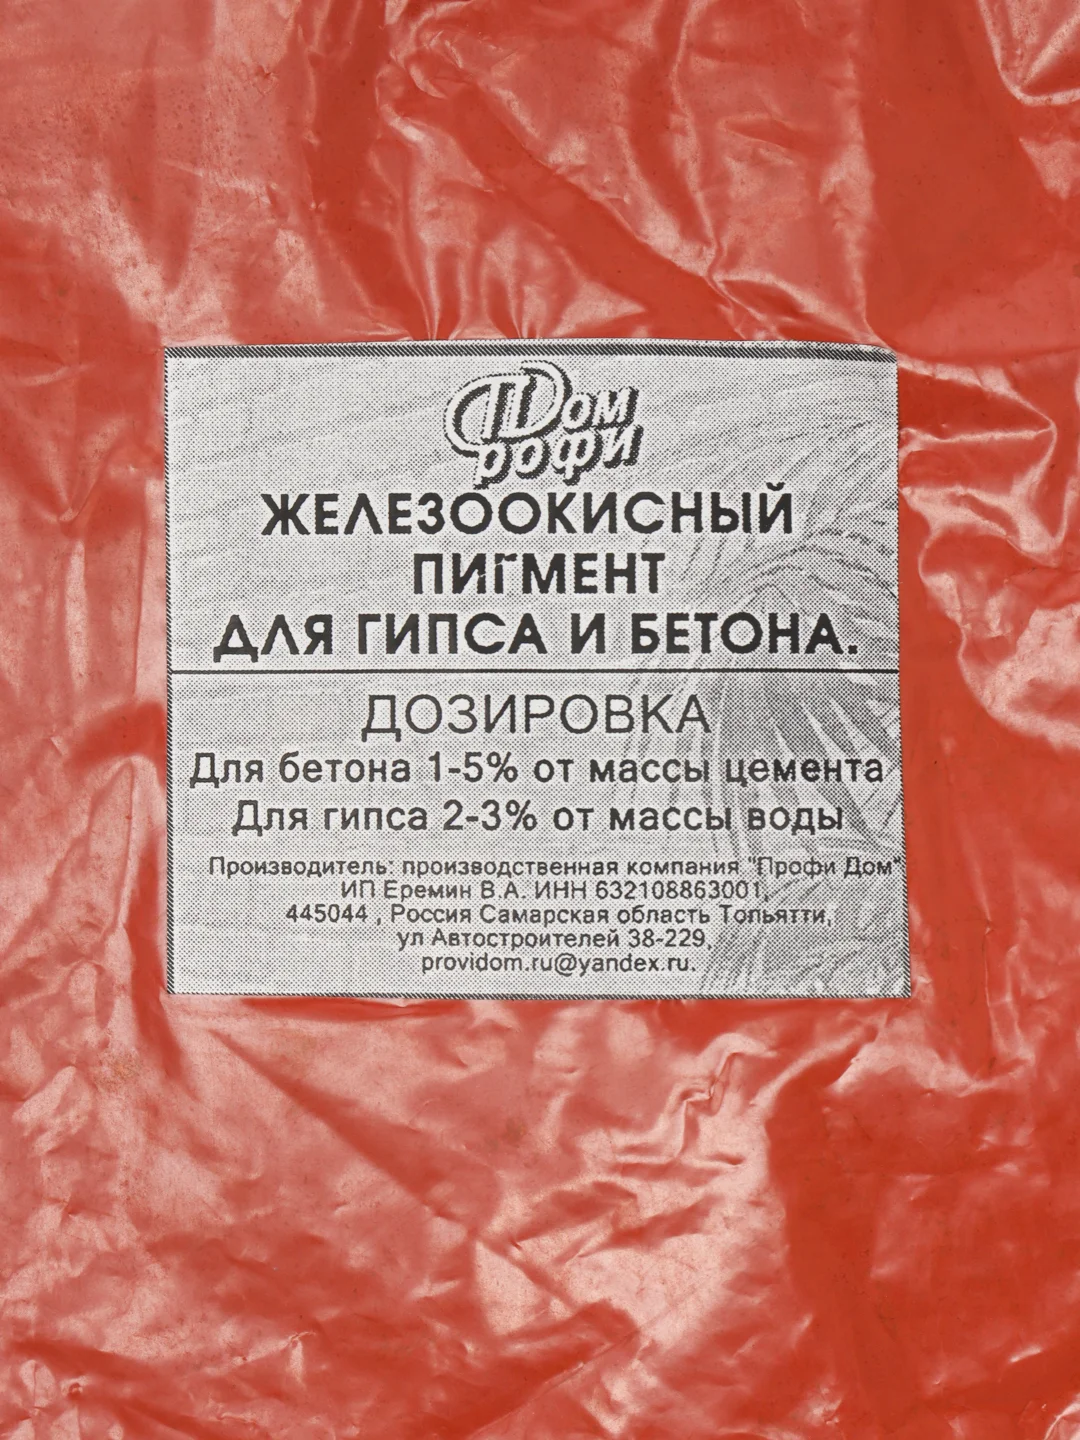 Дом
Профи
ЖЕЛЕЗООКИСНЫЙ
ПИГМЕНТ
ДЛЯ ГИПСА И БЕТОНА.
ДОЗИРОВКА
Для бетона 1-5% от массы цемента
Для гипса 2-3% от массы воды
Производитель: производственная компания "Профи Дом"
ИП Еремин В.А. ИНН 632108863001,
445044 , Россия Самарская область Тольятти,
ул Автостроителей 38-229,
providom.ru@yandex.ru.